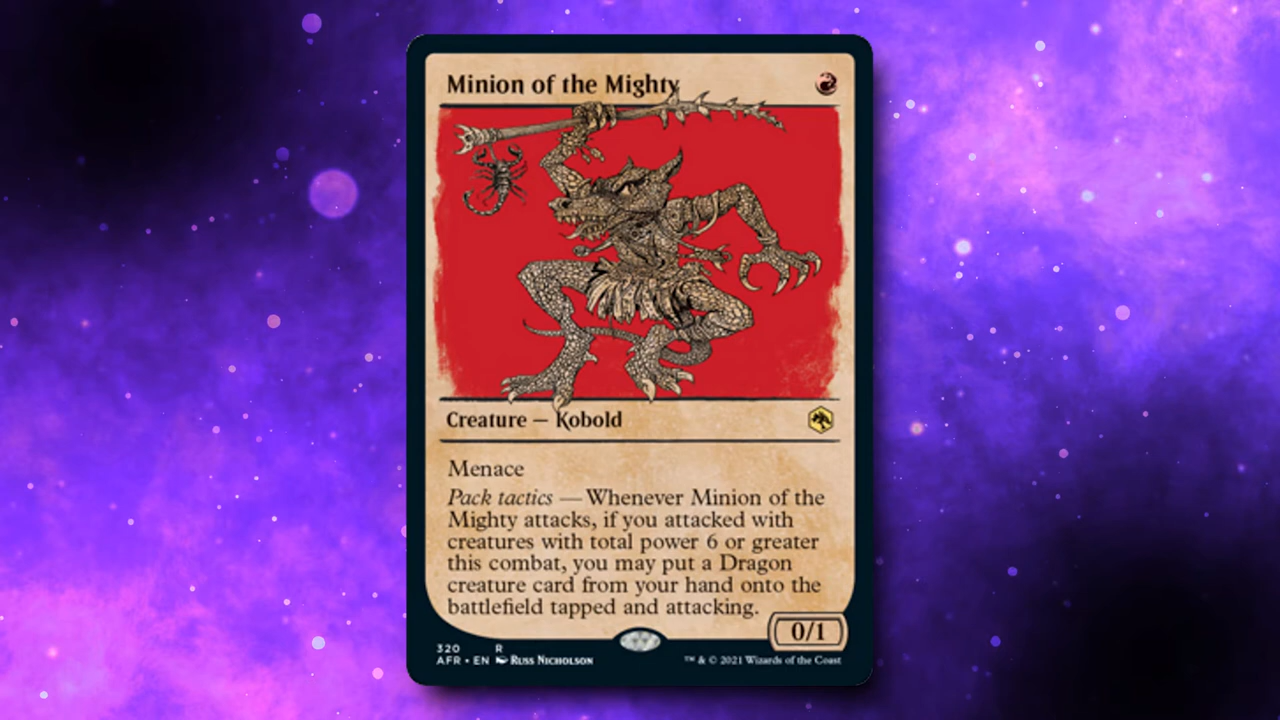 Minion of the Mighty
Creature — Kobold
Menace
Pack tactics — Whenever Minion of the
Mighty attacks, if you attacked with
creatures with total power 6 or greater
this combat, you may put a Dragon
creature card from your hand onto the
battlefield tapped and attacking.
0/1
320 R
AFR • EN Russ Nicholson
™ & © 2021 Wizards of the Coast